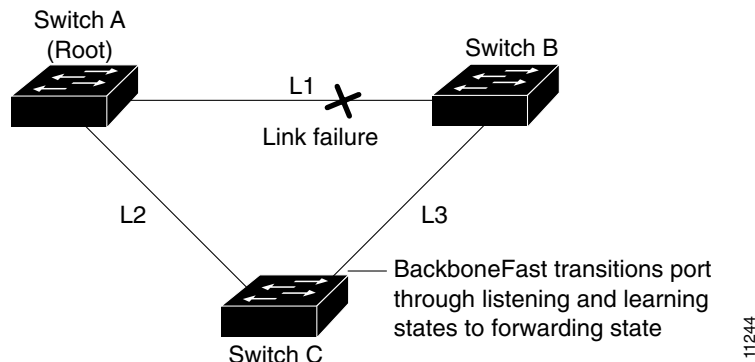 Switch A
(Root)
Switch B
L1
Link failure
L2
L3
BackboneFast transitions port
through listening and learning
states to forwarding state
Switch C
11244